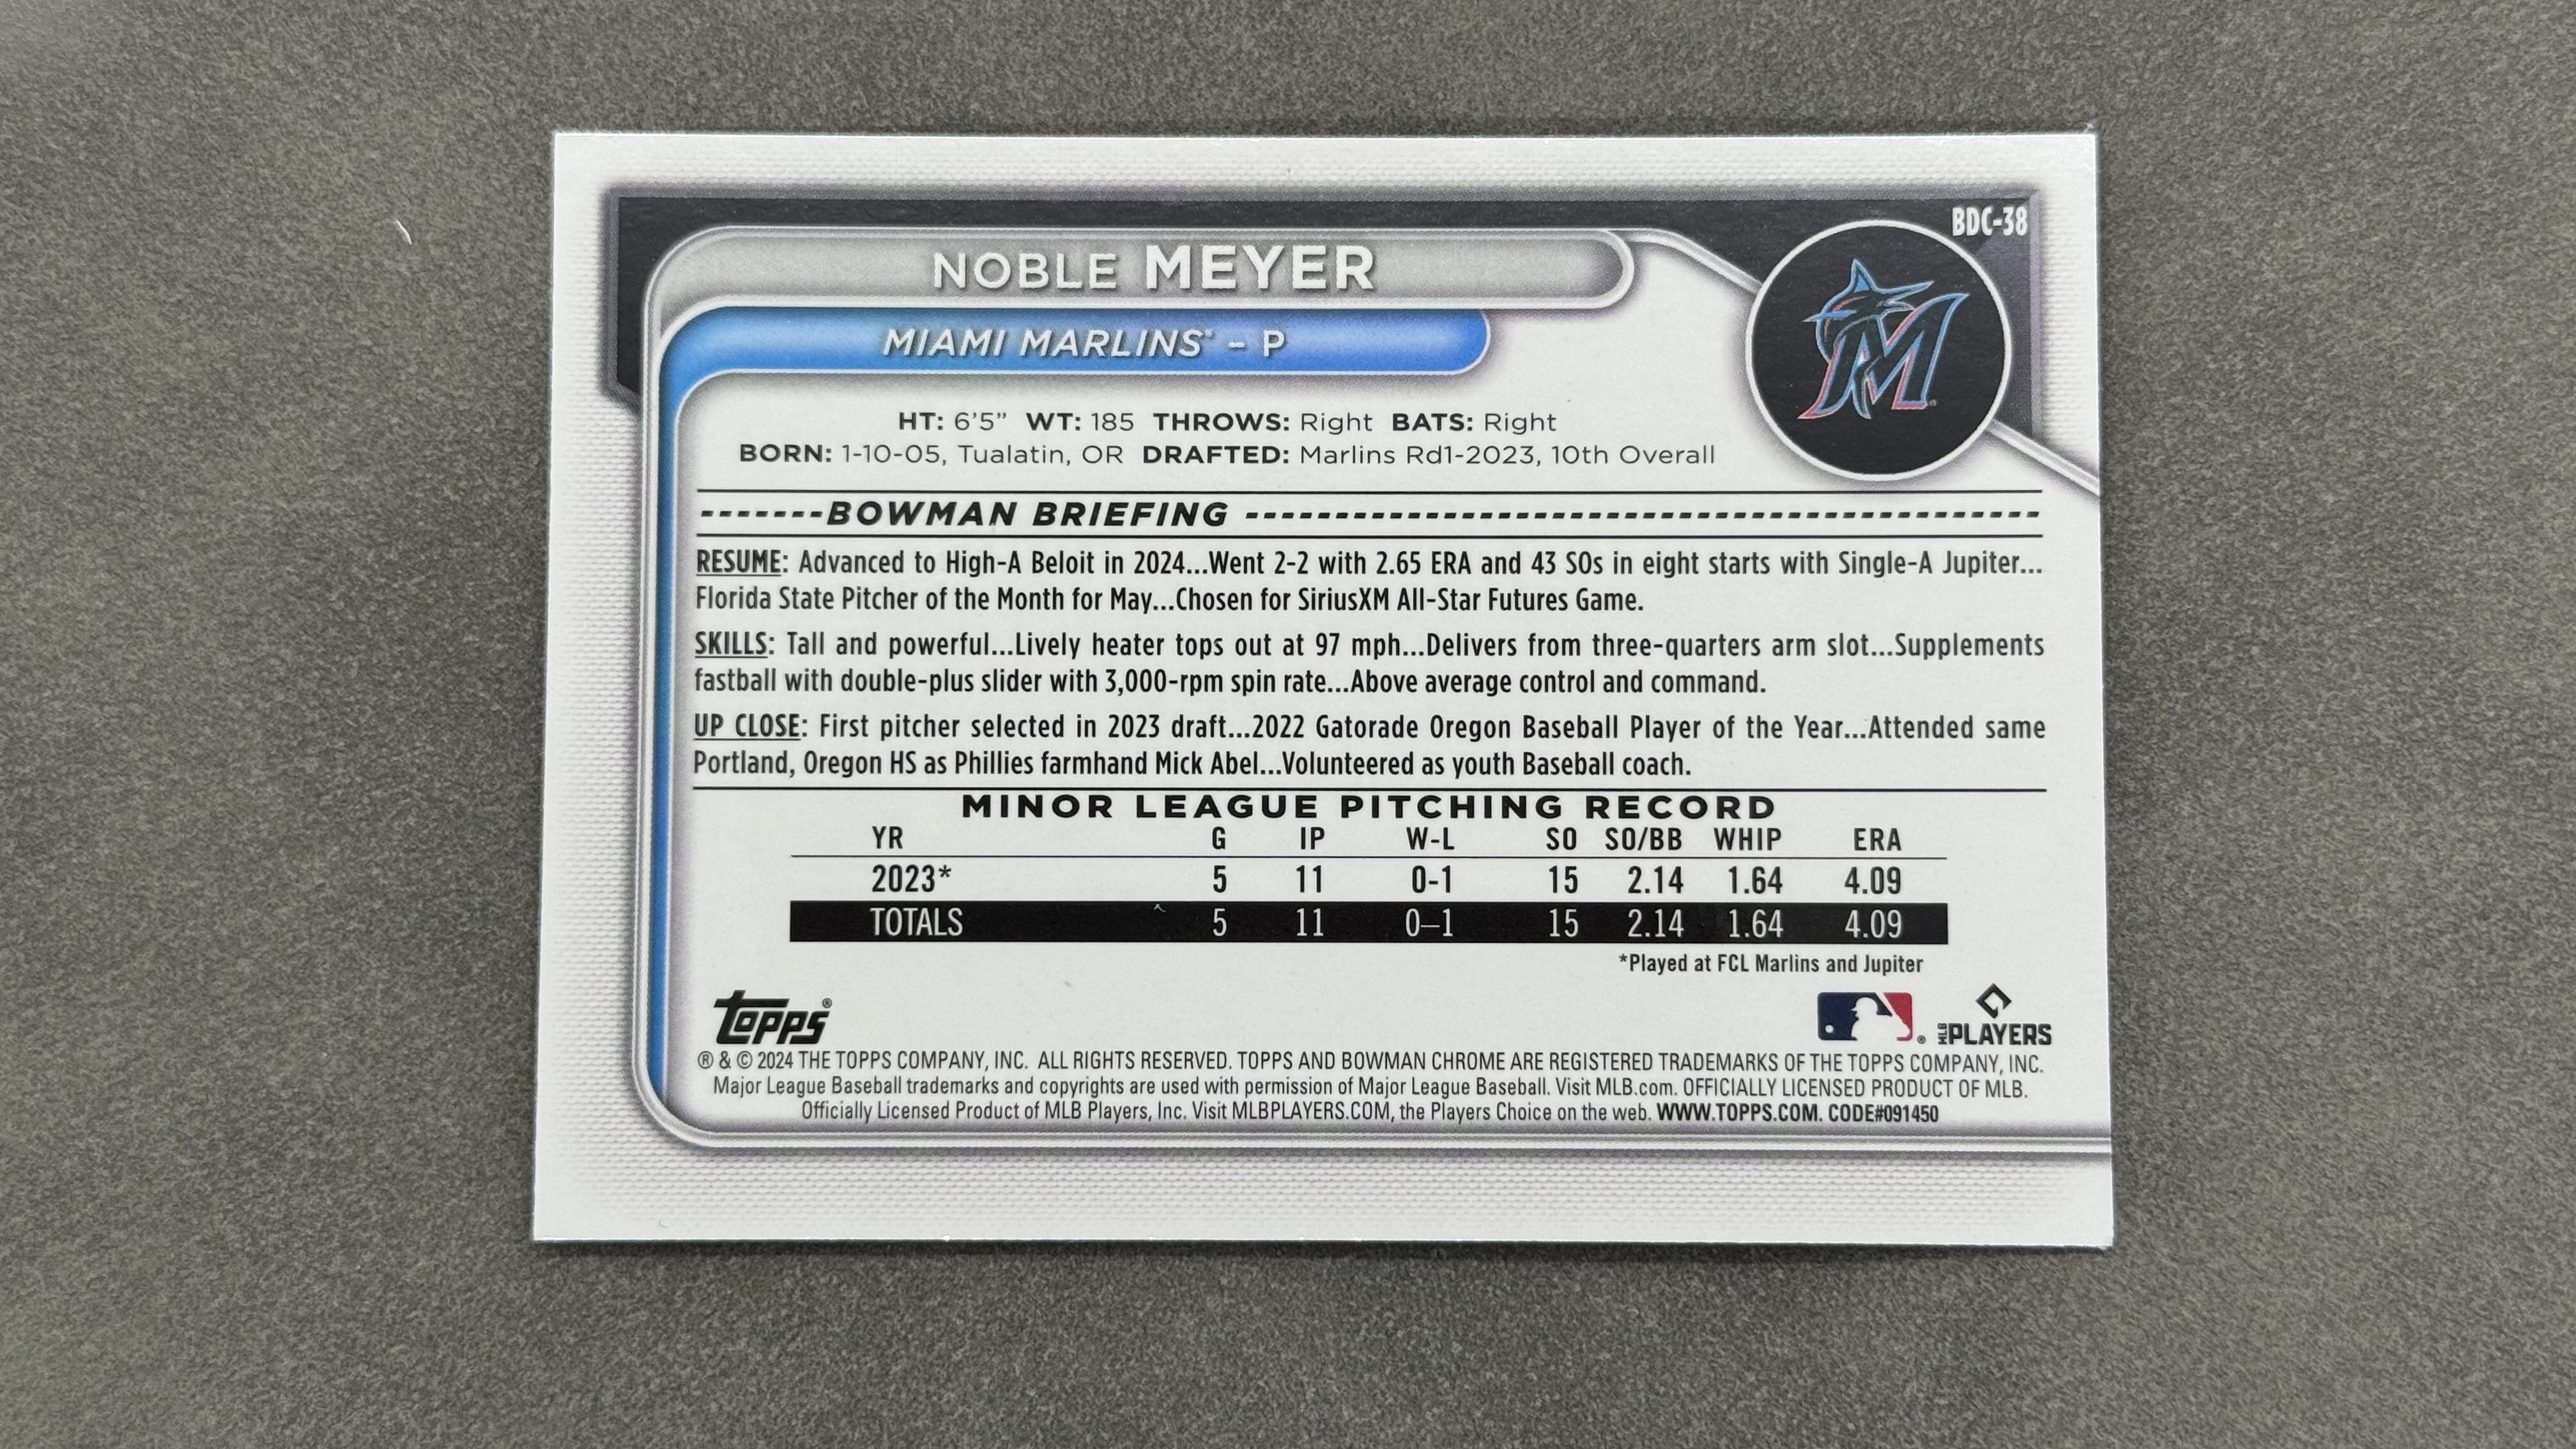 BDC-38
NOBLE MEYER
MIAMI MARLINS - P
M
HT: 6'5" WT: 185 THROWS: Right BATS: Right
BORN: 1-10-05, Tualatin, OR DRAFTED: Marlins Rd1-2023, 10th Overall
-------BOWMAN BRIEFING ----------------------------------------
RESUME: Advanced to High-A Beloit in 2024...Went 2-2 with 2.65 ERA and 43 SOs in eight starts with Single-A Jupiter...
Florida State Pitcher of the Month for May...Chosen for SiriusXM All-Star Futures Game.
SKILLS: Tall and powerful...Lively heater tops out at 97 mph...Delivers from three-quarters arm slot...Supplements
fastball with double-plus slider with 3,000-rpm spin rate...Above average control and command.
UP CLOSE: First pitcher selected in 2023 draft...2022 Gatorade Oregon Baseball Player of the Year...Attended same
Portland, Oregon HS as Phillies farmhand Mick Abel...Volunteered as youth Baseball coach.
MINOR LEAGUE PITCHING RECORD
YR G IP W-L SO SO/BB WHIP ERA
2023* 5 11 0-1 15 2.14 1.64 4.09
TOTALS 5 11 0–1 15 2.14 1.64 4.09
*Played at FCL Marlins and Jupiter
Topps®
MLB PLAYERS
® & © 2024 THE TOPPS COMPANY, INC. ALL RIGHTS RESERVED. TOPPS AND BOWMAN CHROME ARE REGISTERED TRADEMARKS OF THE TOPPS COMPANY, INC.
Major League Baseball trademarks and copyrights are used with permission of Major League Baseball. Visit MLB.com. OFFICIALLY LICENSED PRODUCT OF MLB.
Officially Licensed Product of MLB Players, Inc. Visit MLBPLAYERS.COM, the Players Choice on the web. WWW.TOPPS.COM. CODE#091450